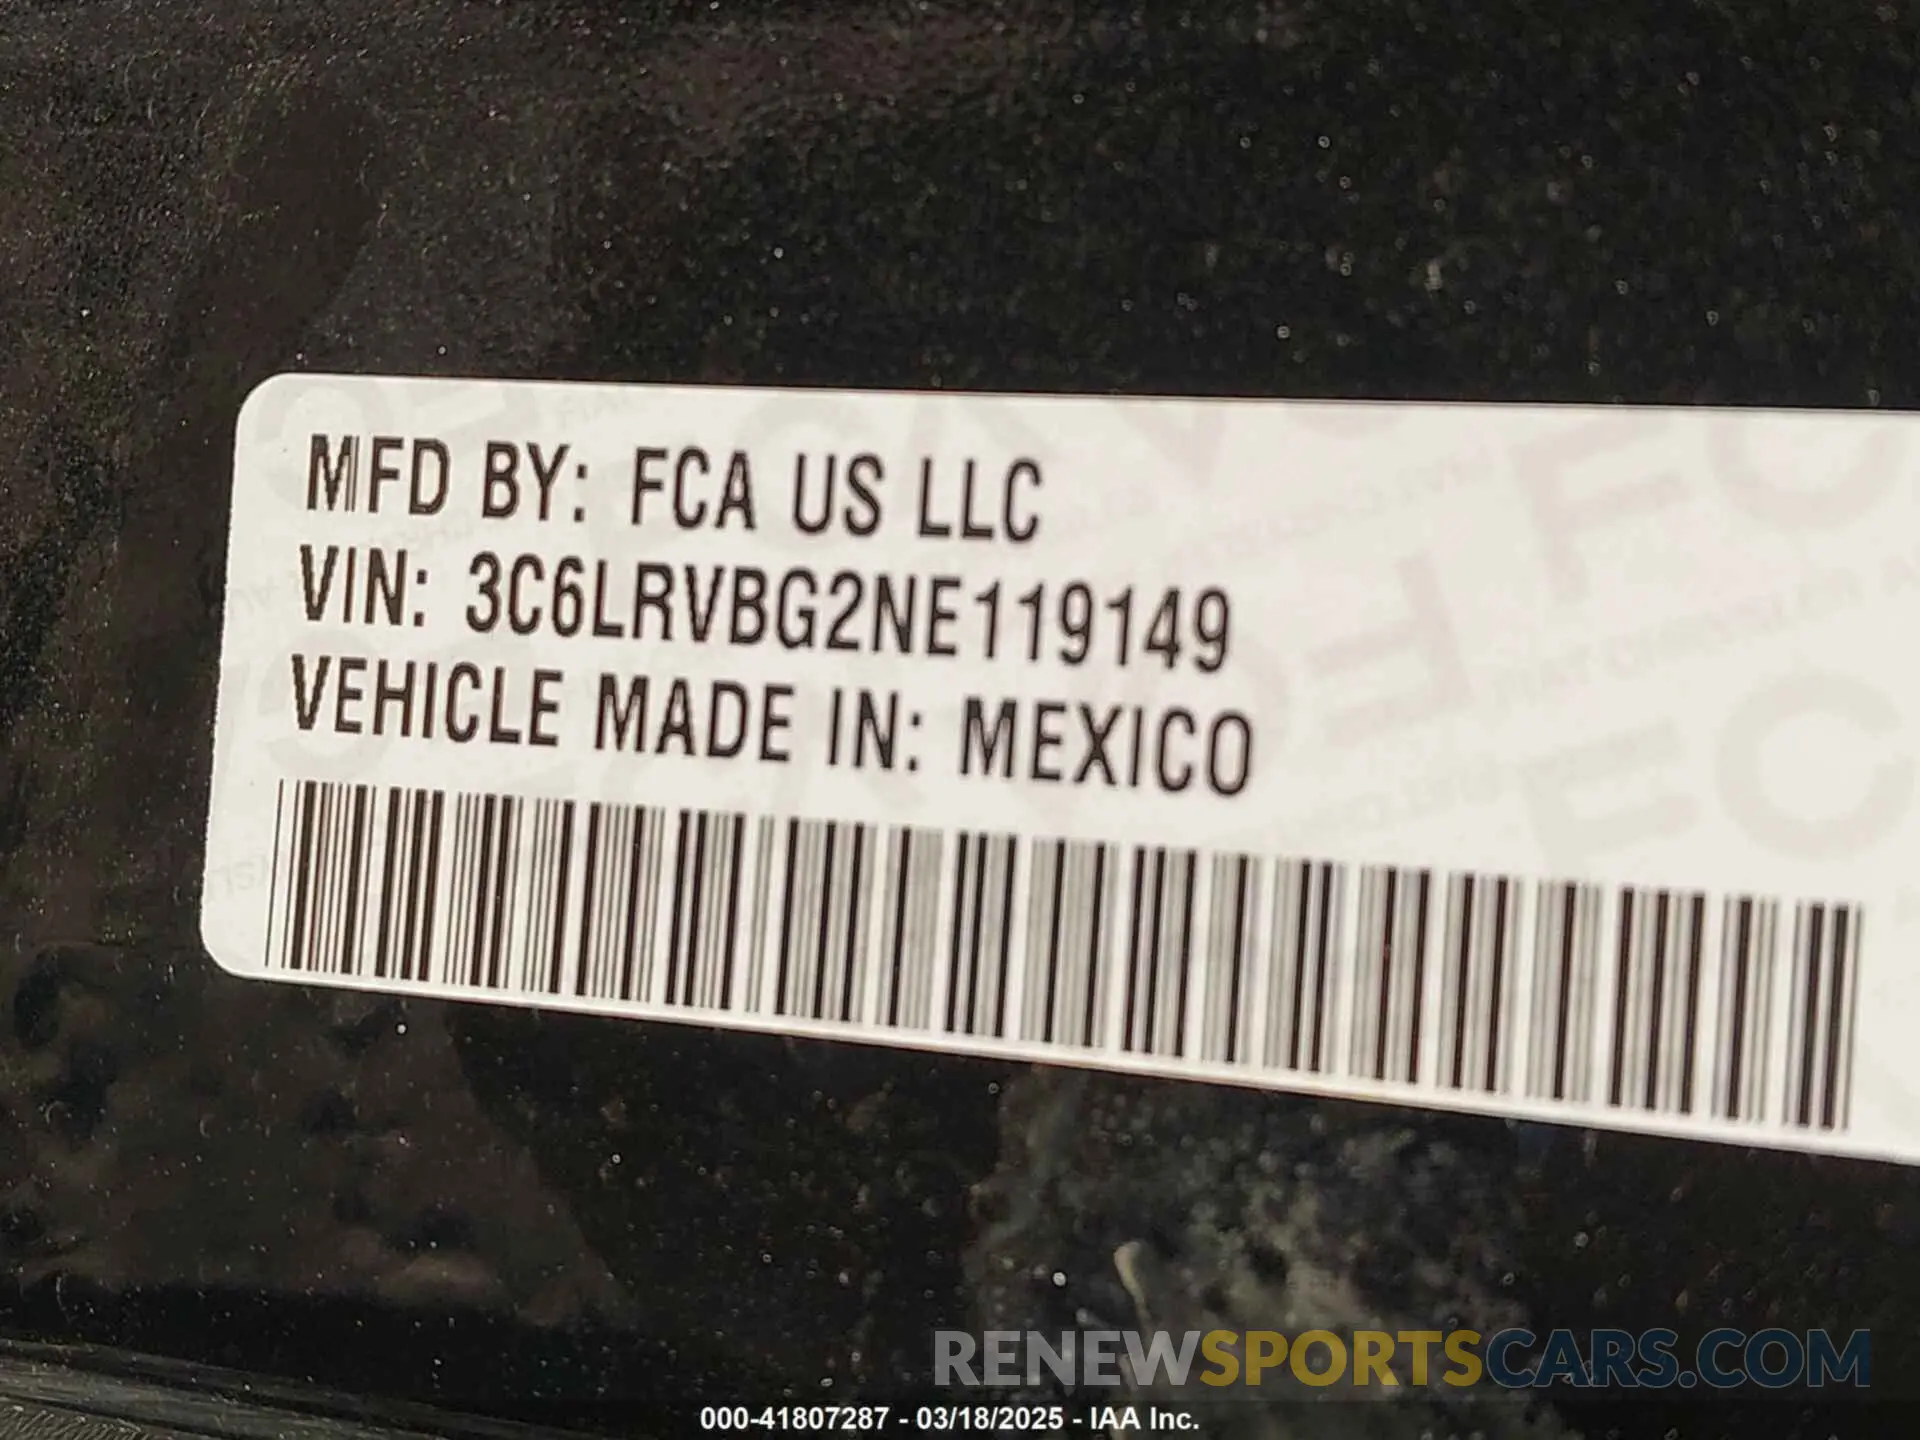 MFD BY: FCA US LLC
VIN: 3C6LRVBG2NE119149
VEHICLE MADE IN: MEXICO
RENEWSPORTSCARS.COM
000-41807287 - 03/18/2025 - IAA Inc.